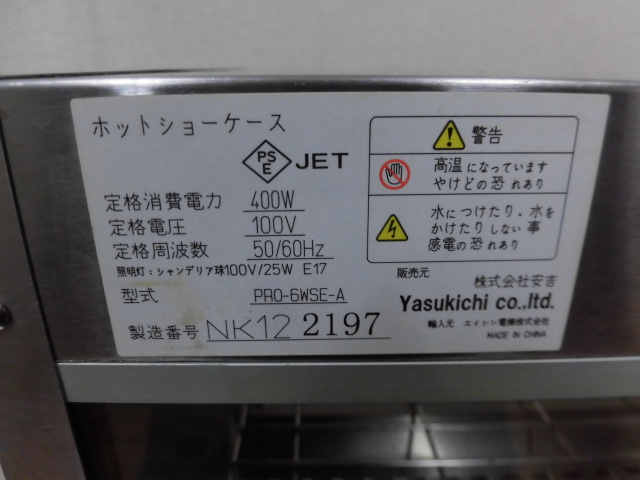 ホットショーケース
PS
E
JET
定格消費電力 400W
定格電圧 100V
定格周波数 50/60Hz
照明灯：シャンデリア球100V/25W E17
型式 PRO-6WSE-A
製造番号 NK12 2197
警告
高温になっています
やけどの恐れあり
水につけたり、水を
かけたりしない事
感電の恐れあり
販売元
株式会社安吉
Yasukichi co.,ltd.
輸入元 エイシン電機株式会社
MADE IN CHINA